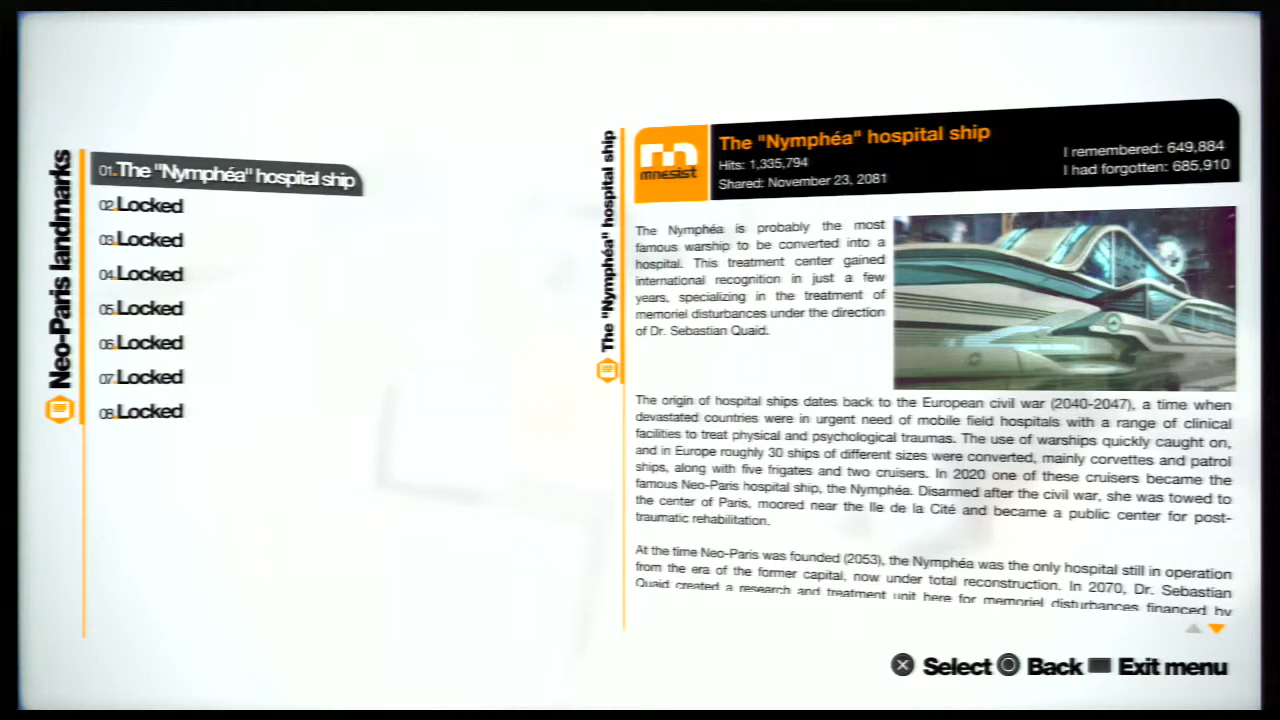 Neo-Paris landmarks
01.The "Nymphéa" hospital ship
02.Locked
03.Locked
04.Locked
05.Locked
06.Locked
07.Locked
08.Locked
The "Nymphéa" hospital ship
mnesist
The "Nymphéa" hospital ship
Hits: 1,335,794
Shared: November 23, 2081
I remembered: 649,884
I had forgotten: 685,910
The Nymphéa is probably the most
famous warship to be converted into a
hospital. This treatment center gained
international recognition in just a few
years, specializing in the treatment of
memoriel disturbances under the direction
of Dr. Sebastian Quaid.
The origin of hospital ships dates back to the European civil war (2040-2047), a time when
devastated countries were in urgent need of mobile field hospitals with a range of clinical
facilities to treat physical and psychological traumas. The use of warships quickly caught on,
and in Europe roughly 30 ships of different sizes were converted, mainly corvettes and patrol
ships, along with five frigates and two cruisers. In 2020 one of these cruisers became the
famous Neo-Paris hospital ship, the Nymphéa. Disarmed after the civil war, she was towed to
the center of Paris, moored near the Ile de la Cité and became a public center for post-
traumatic rehabilitation.
At the time Neo-Paris was founded (2053), the Nymphéa was the only hospital still in operation
from the era of the former capital, now under total reconstruction. In 2070, Dr. Sebastian
Quaid created a research and treatment unit here for memoriel disturbances financed by
Select Back Exit menu